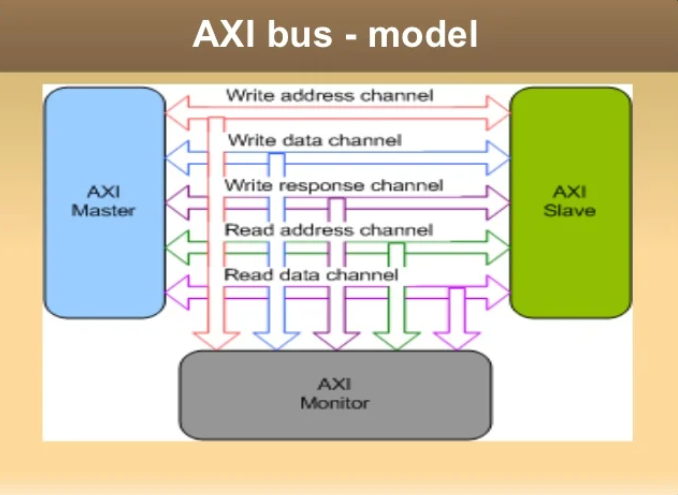 AXI bus - model
Write address channel
Write data channel
AXI
Master
Write response channel
AXI
Slave
Read address channel
Read data channel
AXI
Monitor